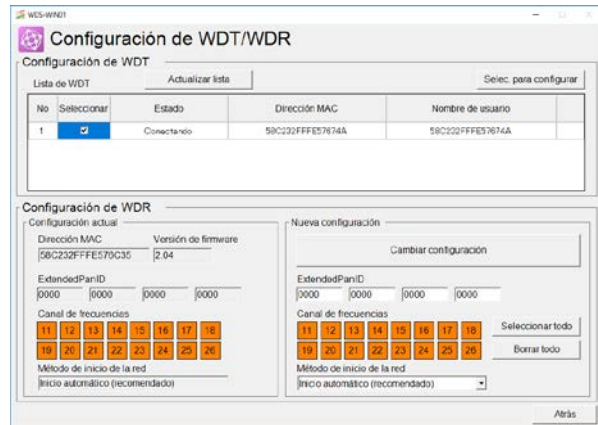 WDS-WIN01
Configuración de WDT/WDR
Configuración de WDT
Lista de WDT
Actualizar lista
Selec. para configurar
No Seleccionar Estado Dirección MAC Nombre de usuario
1 Conectando 58C232FFFE57674A 58C232FFFE57674A
Configuración de WDR
Configuración actual
Dirección MAC Versión de firmware
58C232FFFE570C35 2.04
ExtendedPanID
0000 0000 0000 0000
Canal de frecuencias
11 12 13 14 15 16 17 18
19 20 21 22 23 24 25 26
Método de inicio de la red
Inicio automático (recomendado)
Nueva configuración
Cambiar configuración
ExtendedPanID
0000 0000 0000 0000
Canal de frecuencias
11 12 13 14 15 16 17 18 Seleccionar todo
19 20 21 22 23 24 25 26 Borrar todo
Método de inicio de la red
Inicio automático (recomendado)
Atrás